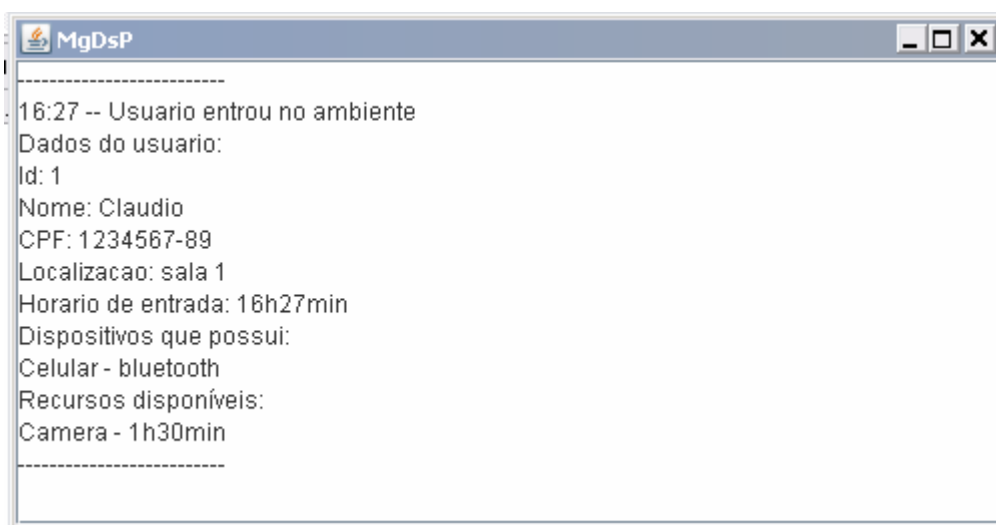 MgDsP
--------------------------
16:27 -- Usuario entrou no ambiente
Dados do usuario:
Id: 1
Nome: Claudio
CPF: 1234567-89
Localizacao: sala 1
Horario de entrada: 16h27min
Dispositivos que possui:
Celular - bluetooth
Recursos disponíveis:
Camera - 1h30min
--------------------------